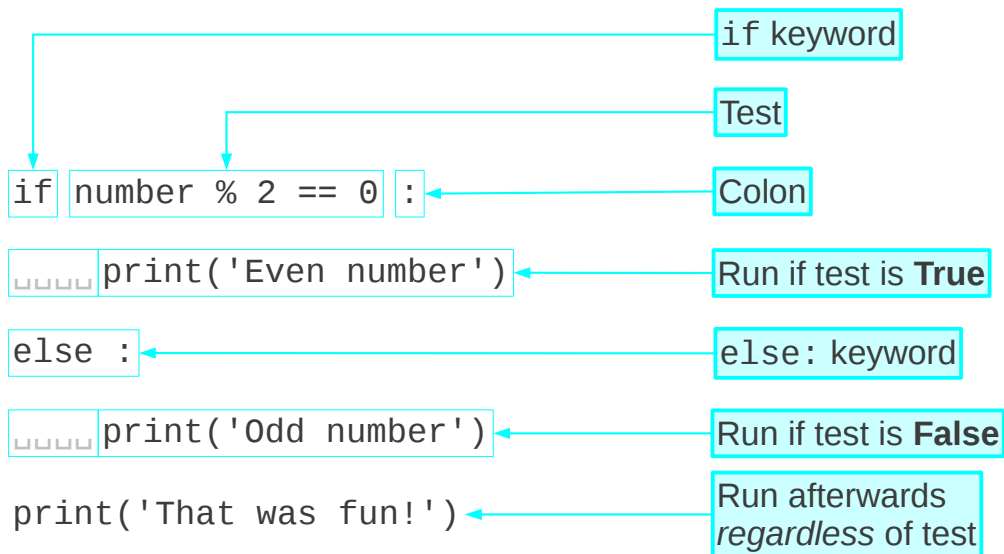 if keyword
Test
if number % 2 == 0 : Colon
␣␣␣␣print('Even number') Run if test is True
else : else: keyword
␣␣␣␣print('Odd number') Run if test is False
print('That was fun!') Run afterwards
regardless of test